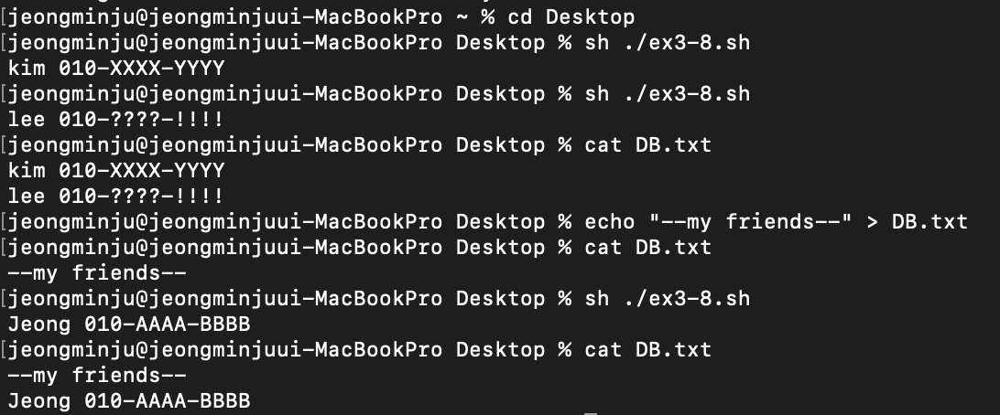 [jeongminju@jeongminjuui-MacBookPro ~ % cd Desktop
[jeongminju@jeongminjuui-MacBookPro Desktop % sh ./ex3-8.sh
kim 010-XXXX-YYYY
[jeongminju@jeongminjuui-MacBookPro Desktop % sh ./ex3-8.sh
lee 010-????-!!!!
[jeongminju@jeongminjuui-MacBookPro Desktop % cat DB.txt
kim 010-XXXX-YYYY
lee 010-????-!!!!
[jeongminju@jeongminjuui-MacBookPro Desktop % echo "--my friends--" > DB.txt
[jeongminju@jeongminjuui-MacBookPro Desktop % cat DB.txt
--my friends--
[jeongminju@jeongminjuui-MacBookPro Desktop % sh ./ex3-8.sh
Jeong 010-AAAA-BBBB
[jeongminju@jeongminjuui-MacBookPro Desktop % cat DB.txt
--my friends--
Jeong 010-AAAA-BBBB